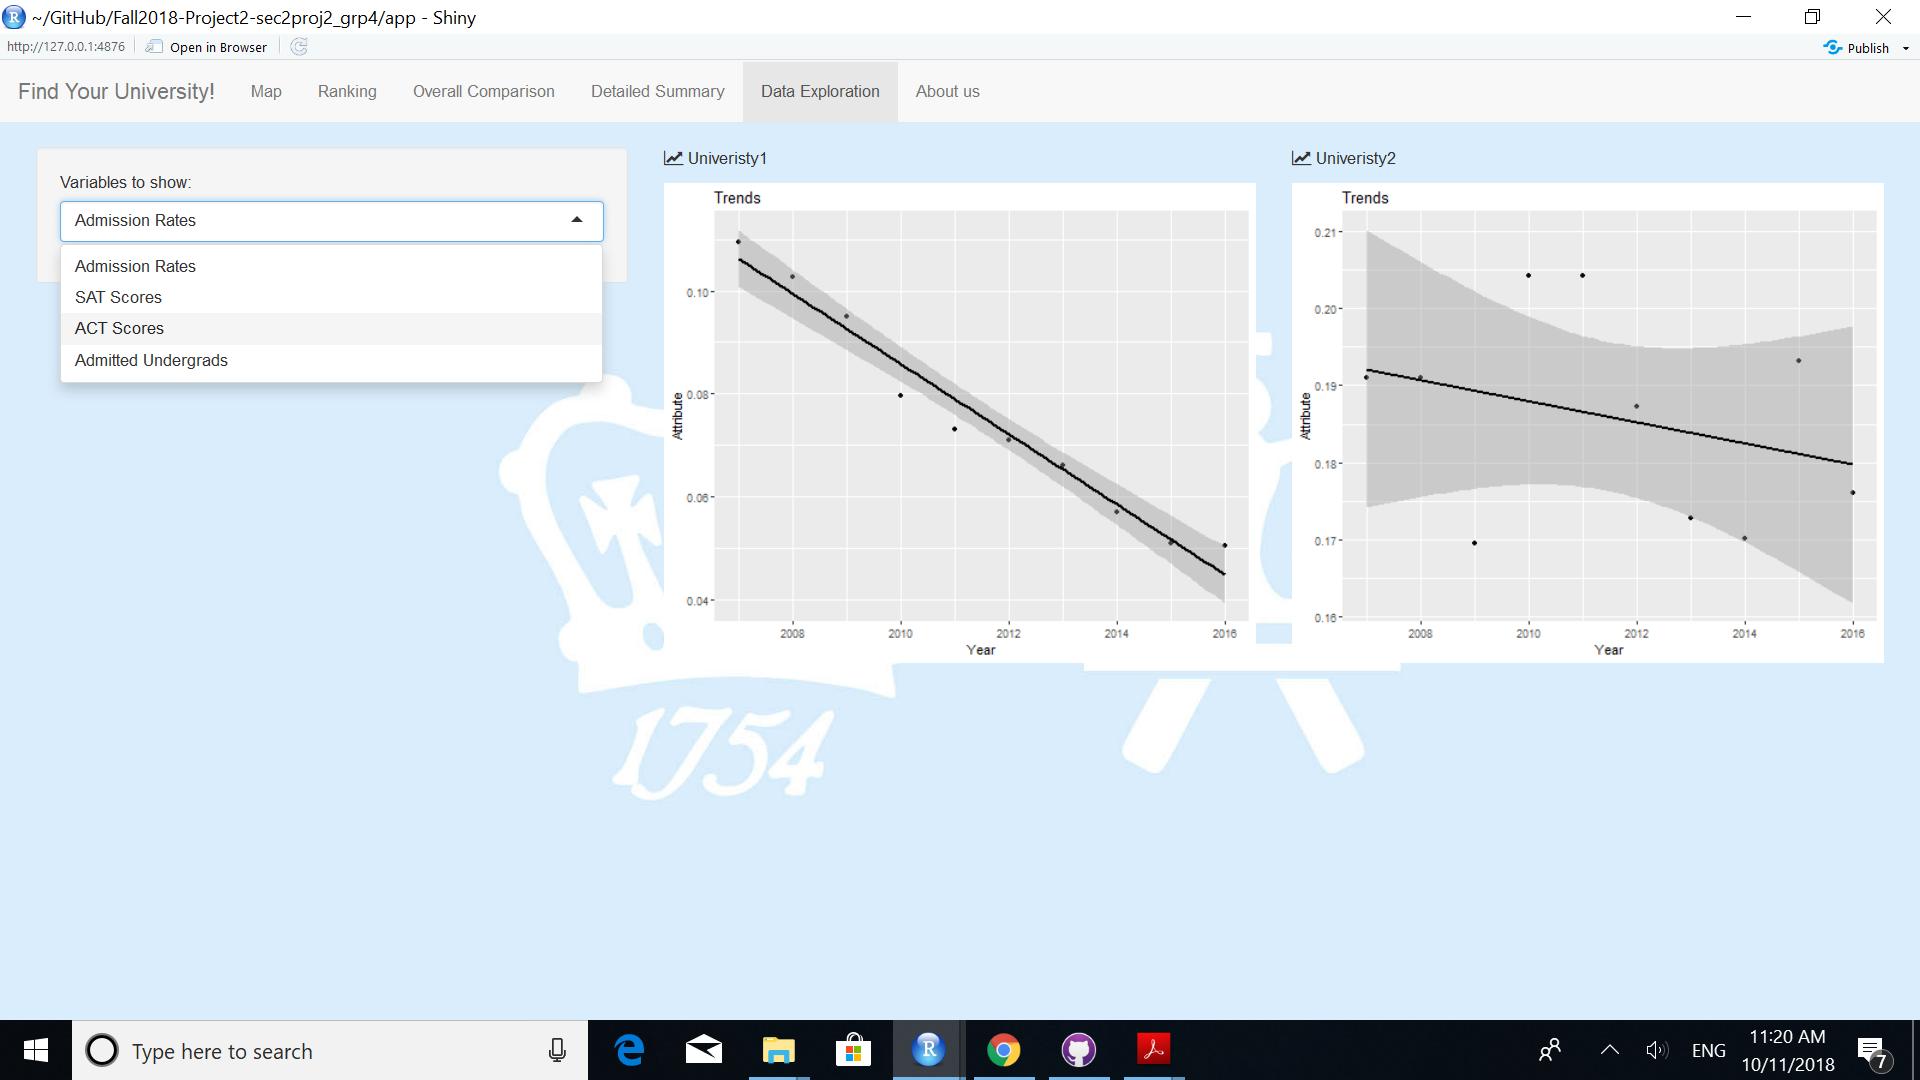 ~/GitHub/Fall2018-Project2-sec2proj2_grp4/app - Shiny
http://127.0.0.1:4876
Open in Browser
Publish
Find Your University!
Map
Ranking
Overall Comparison
Detailed Summary
Data Exploration
About us
Variables to show:
Admission Rates
Admission Rates
SAT Scores
ACT Scores
Admitted Undergrads
Univeristy1
Trends
Attribute
0.10
0.08
0.06
0.04
2008 2010 2012 2014 2016
Year
Univeristy2
Trends
Attribute
0.21
0.20
0.19
0.18
0.17
0.16
2008 2010 2012 2014 2016
Year
1754
Type here to search
R
ENG
11:20 AM
10/11/2018
7